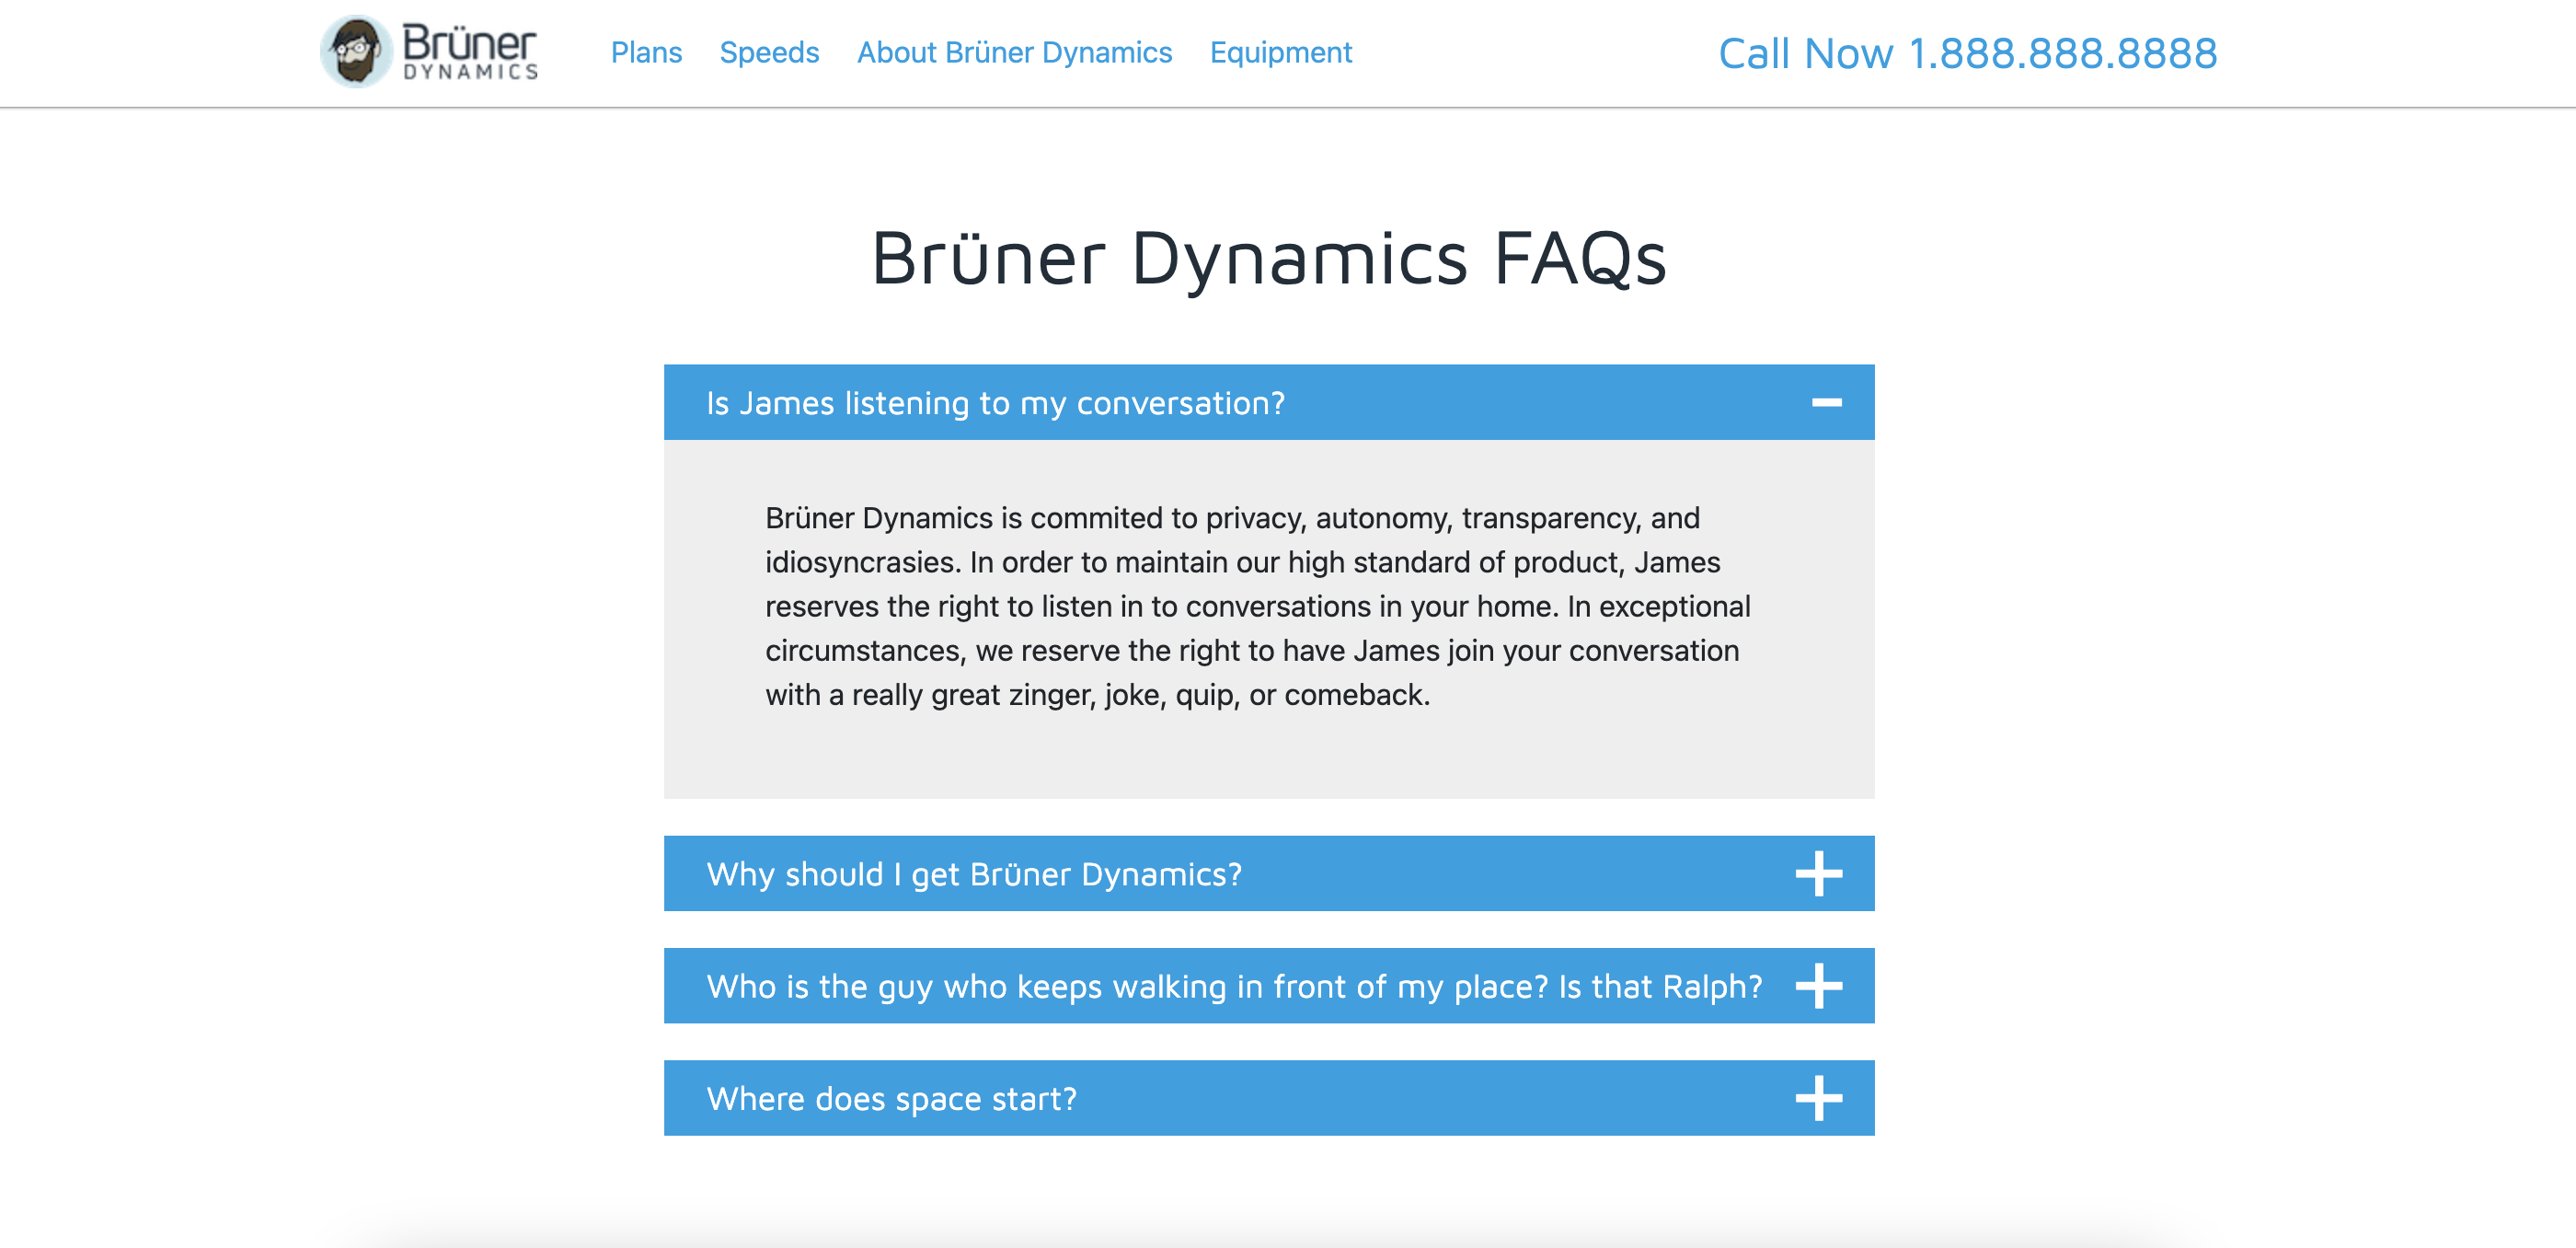 Brüner
DYNAMICS
Plans Speeds About Brüner Dynamics Equipment
Call Now 1.888.888.8888
Brüner Dynamics FAQs
Is James listening to my conversation?
Brüner Dynamics is commited to privacy, autonomy, transparency, and
idiosyncrasies. In order to maintain our high standard of product, James
reserves the right to listen in to conversations in your home. In exceptional
circumstances, we reserve the right to have James join your conversation
with a really great zinger, joke, quip, or comeback.
Why should I get Brüner Dynamics?
Who is the guy who keeps walking in front of my place? Is that Ralph?
Where does space start?